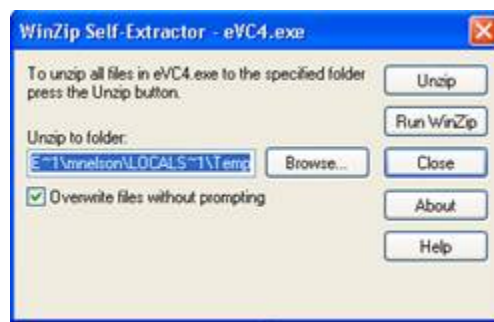 WinZip Self-Extractor - eVC4.exe
To unzip all files in eVC4.exe to the specified folder
press the Unzip button.
Unzip to folder:
E~1\mnelson\LOCALS~1\Temp
Browse...
Overwrite files without prompting
Unzip
Run WinZip
Close
About
Help